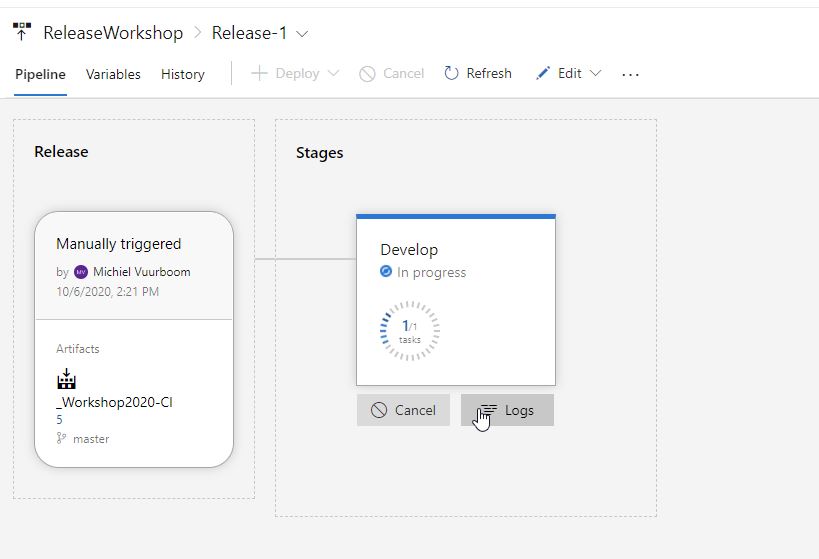 ReleaseWorkshop > Release-1
Pipeline Variables History Deploy Cancel Refresh Edit ...
Release
Manually triggered
by MV Michiel Vuurboom
10/6/2020, 2:21 PM
Artifacts
_Workshop2020-CI
5
master
Stages
Develop
In progress
1/1
tasks
Cancel Logs